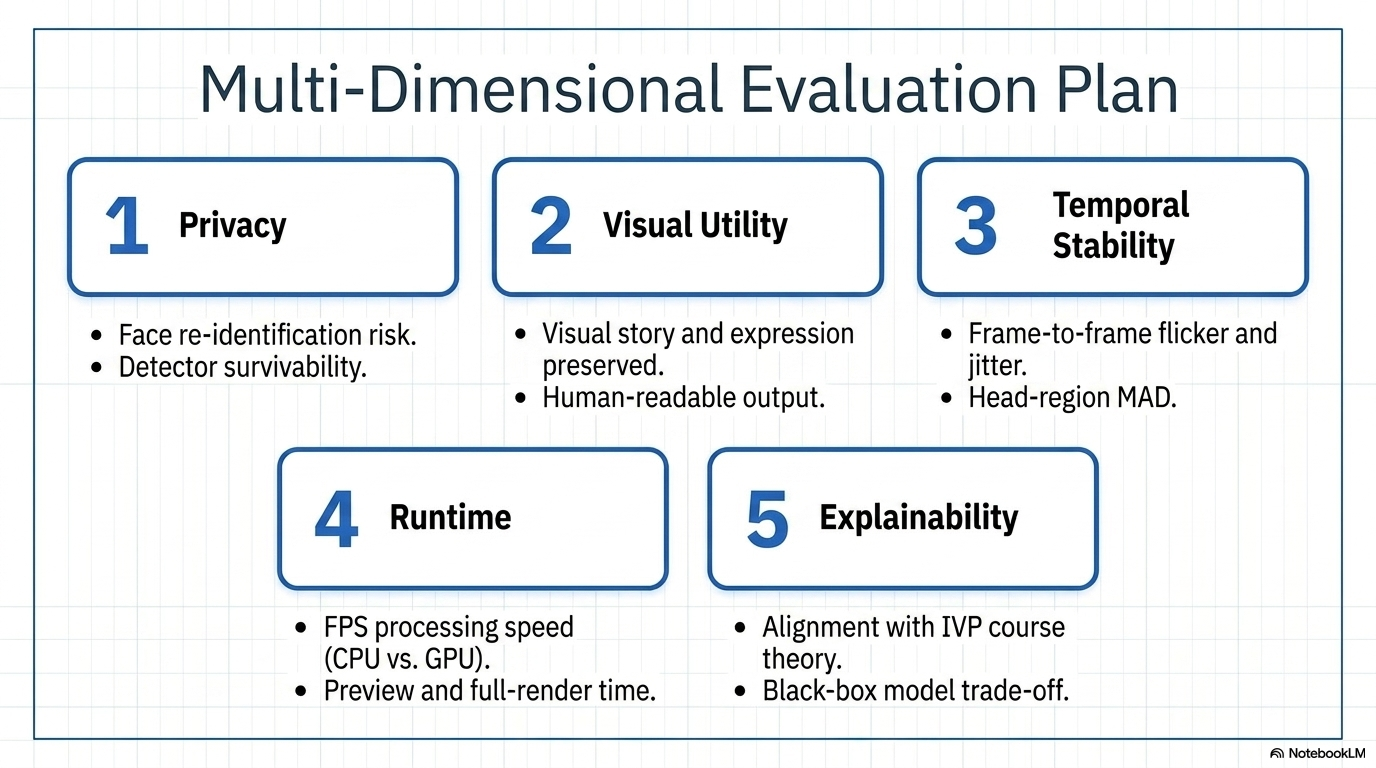 Multi-Dimensional Evaluation Plan
1 Privacy
• Face re-identification risk.
• Detector survivability.
2 Visual Utility
• Visual story and expression
preserved.
• Human-readable output.
3 Temporal
Stability
• Frame-to-frame flicker and
jitter.
• Head-region MAD.
4 Runtime
• FPS processing speed
(CPU vs. GPU).
• Preview and full-render time.
5 Explainability
• Alignment with IVP course
theory.
• Black-box model trade-off.
NotebookLM